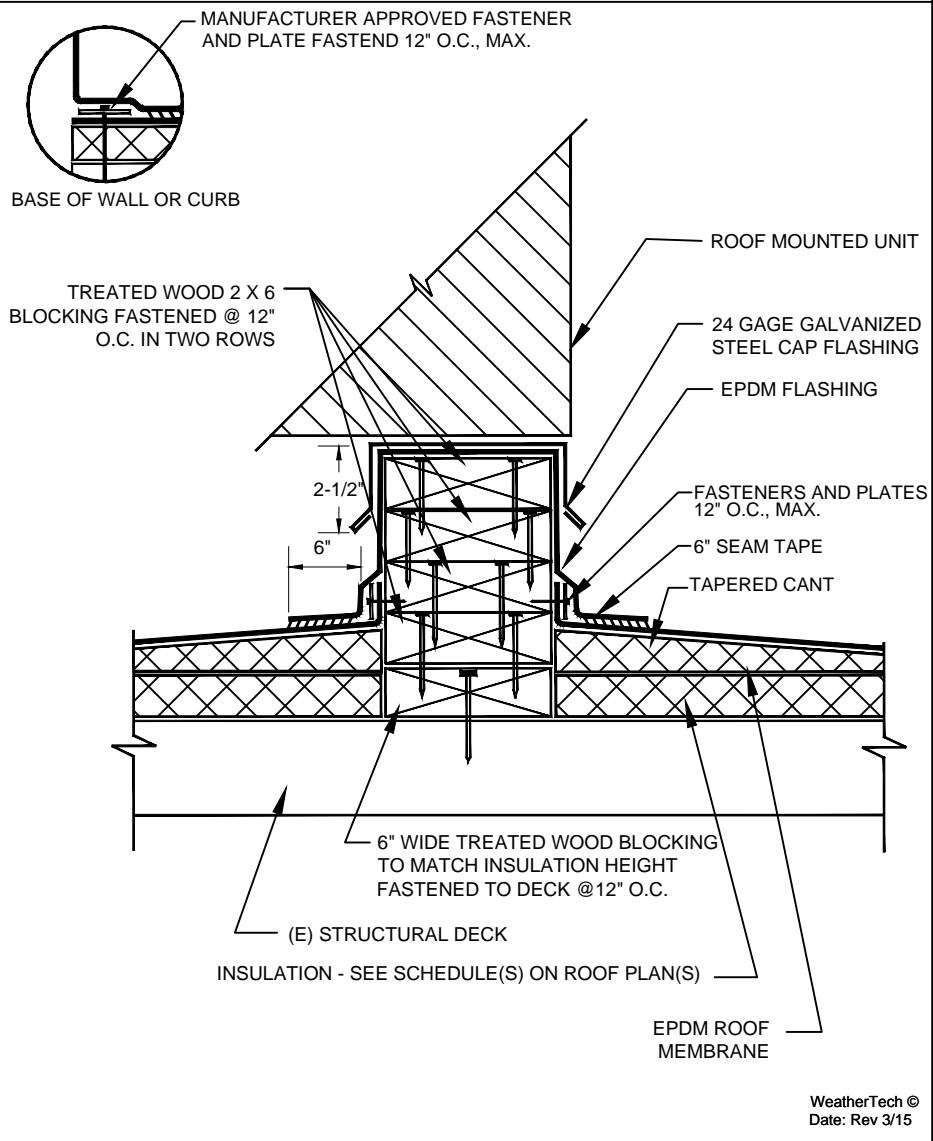 MANUFACTURER APPROVED FASTENER
AND PLATE FASTEND 12" O.C., MAX.
BASE OF WALL OR CURB
ROOF MOUNTED UNIT
TREATED WOOD 2 X 6
BLOCKING FASTENED @ 12"
O.C. IN TWO ROWS
24 GAGE GALVANIZED
STEEL CAP FLASHING
EPDM FLASHING
2-1/2"
FASTENERS AND PLATES
12" O.C., MAX.
6"
6" SEAM TAPE
TAPERED CANT
6" WIDE TREATED WOOD BLOCKING
TO MATCH INSULATION HEIGHT
FASTENED TO DECK @12" O.C.
(E) STRUCTURAL DECK
INSULATION - SEE SCHEDULE(S) ON ROOF PLAN(S)
EPDM ROOF
MEMBRANE
WeatherTech ©
Date: Rev 3/15